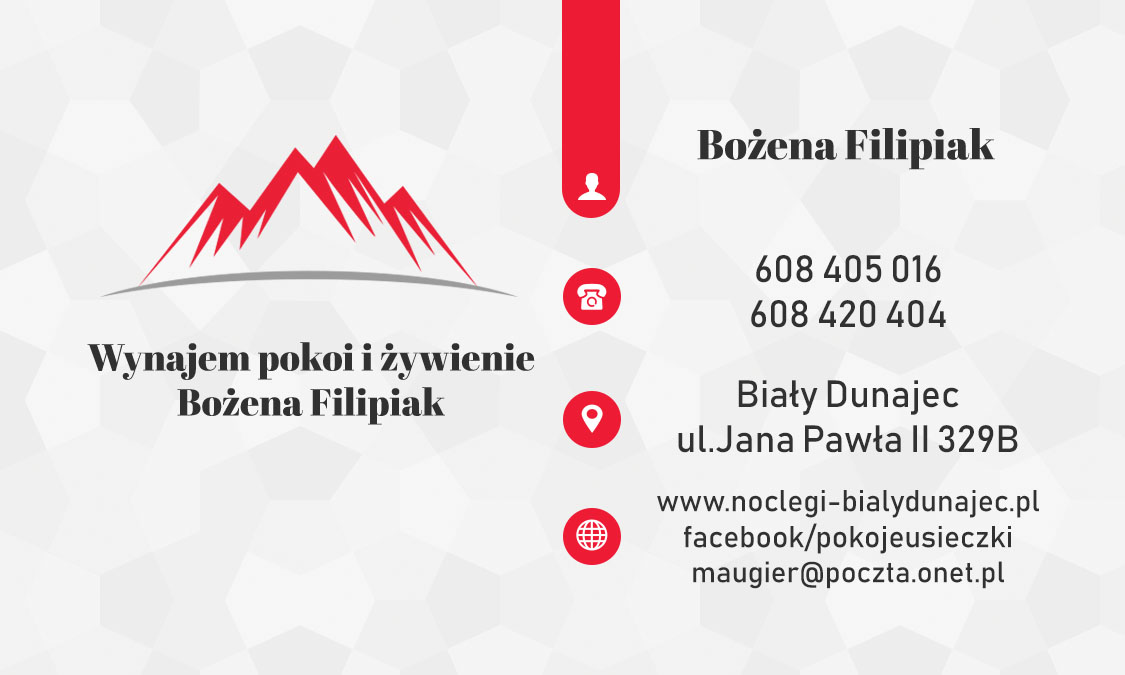 Wynajem pokoi i żywienie
Bożena Filipiak
Bożena Filipiak
608 405 016
608 420 404
Biały Dunajec
ul.Jana Pawła II 329B
www.noclegi-bialydunajec.pl
facebook/pokojeusieczki
maugier@poczta.onet.pl